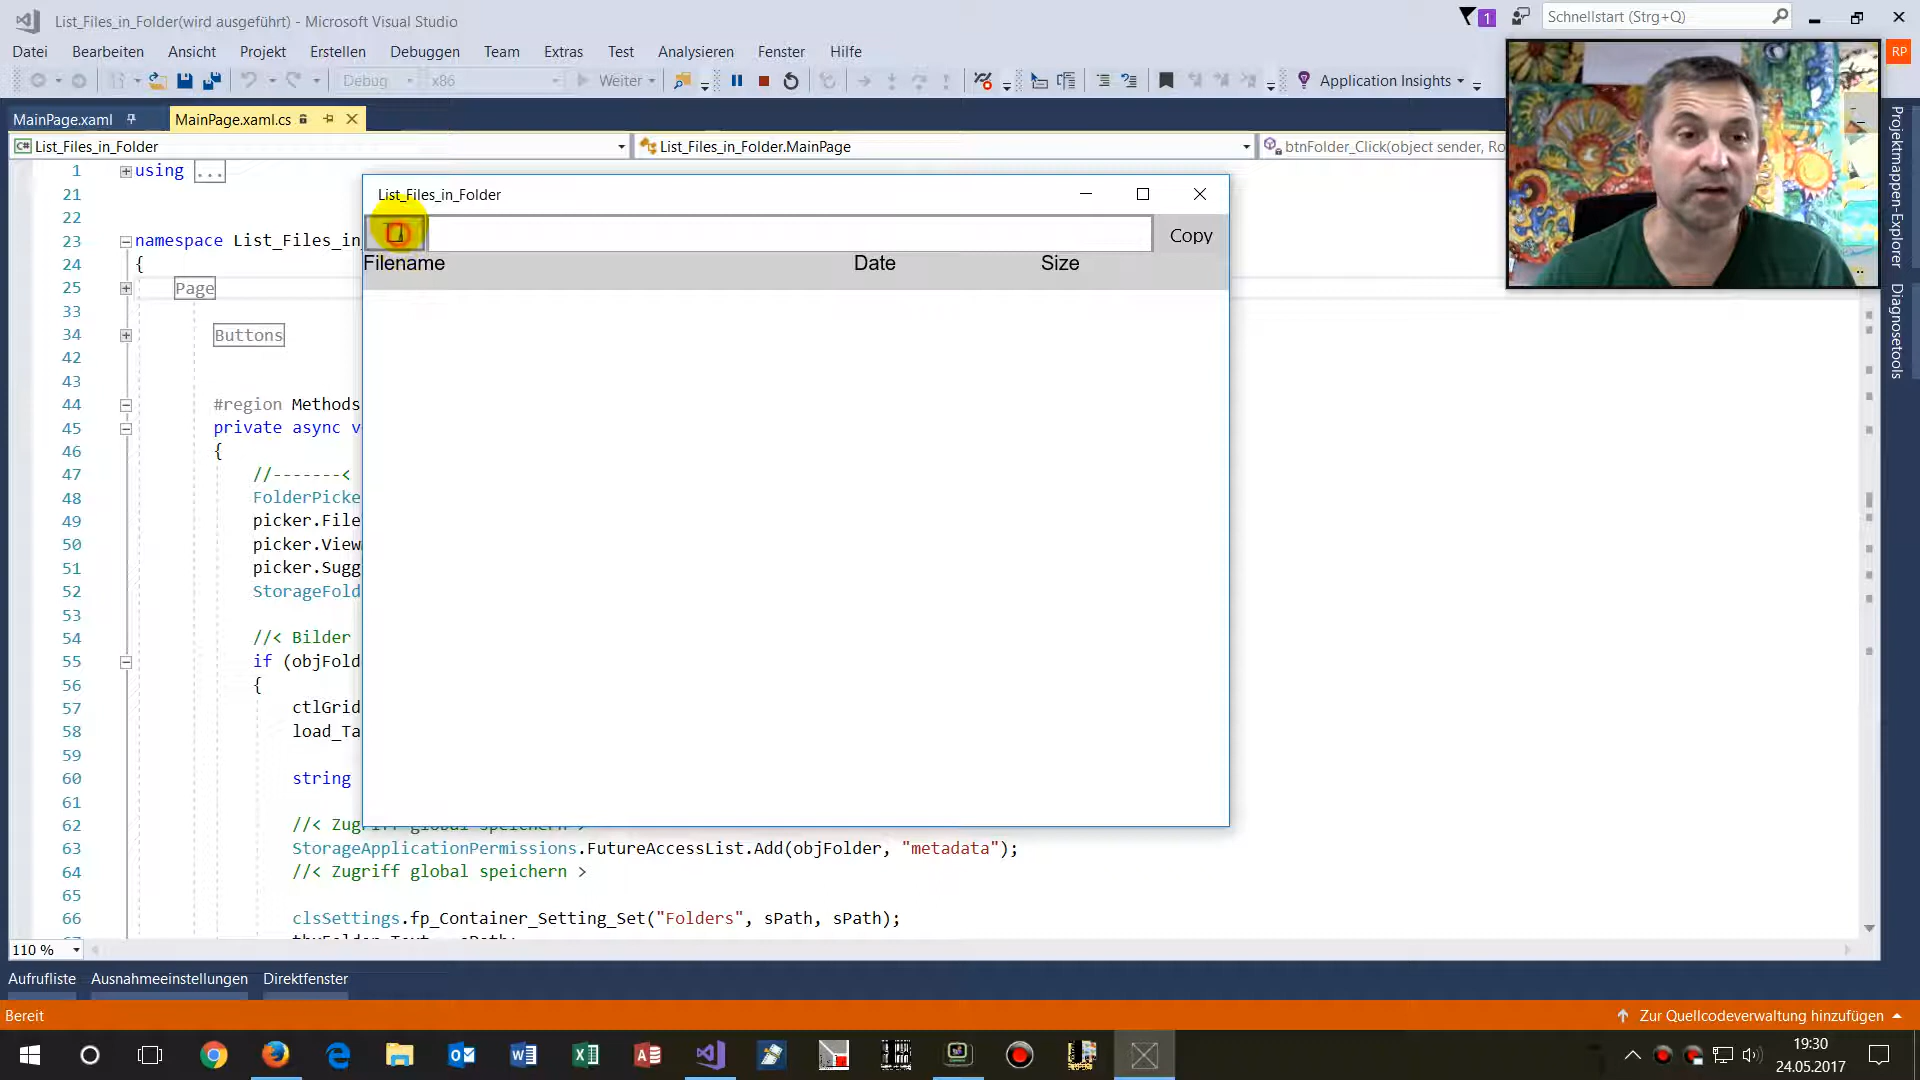 List_Files_in_Folder(wird ausgeführt) - Microsoft Visual Studio
1
Schnellstart (Strg+Q)
Datei Bearbeiten Ansicht Projekt Erstellen Debuggen Team Extras Test Analysieren Fenster Hilfe
RP
Debug x86 Weiter Application Insights
MainPage.xaml MainPage.xaml.cs
List_Files_in_Folder List_Files_in_Folder.MainPage btnFolder_Click(object sender, Ro
Projektmappen-Explorer
Diagnosetools
1 using ...
21
22
23 namespace List_Files_in_
24 {
25 Page
33
34 Buttons
42
43
44 #region Methods
45 private async v
46 {
47 //-------<
48 FolderPicke
49 picker.File
50 picker.View
51 picker.Sugg
52 StorageFold
53
54 //< Bilder
55 if (objFold
56 {
57 ctlGrid
58 load_Ta
59
60 string
61
62 //< Zugriff global speichern >
63 StorageApplicationPermissions.FutureAccessList.Add(objFolder, "metadata");
64 //< Zugriff global speichern >
65
66 clsSettings.fp_Container_Setting_Set("Folders", sPath, sPath);
List_Files_in_Folder
Copy
Filename Date Size
110 %
Aufrufliste Ausnahmeeinstellungen Direktfenster
Bereit
Zur Quellcodeverwaltung hinzufügen
19:30
24.05.2017